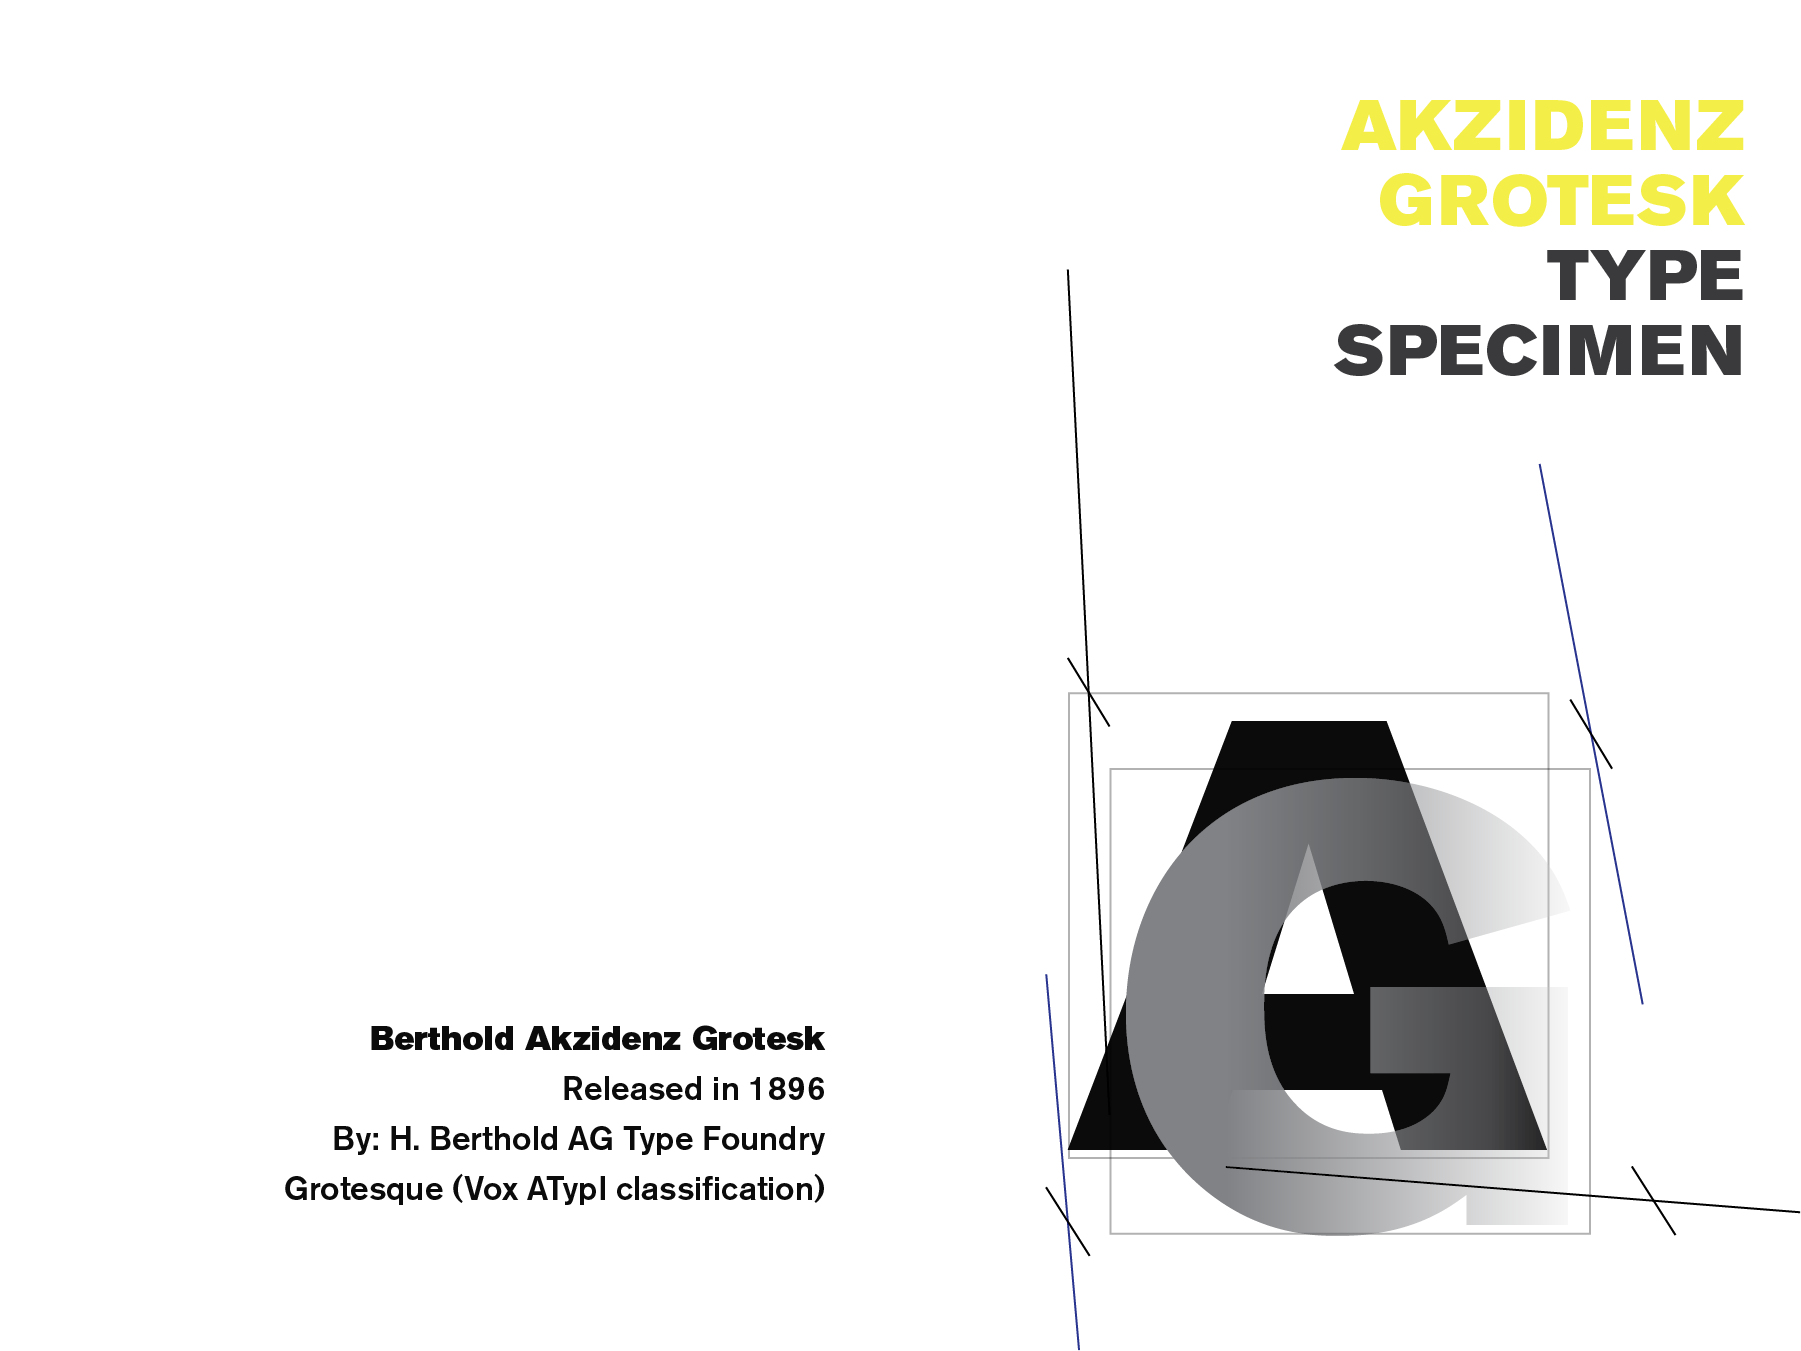 AKZIDENZ
GROTESK
TYPE
SPECIMEN
AG
Berthold Akzidenz Grotesk
Released in 1896
By: H. Berthold AG Type Foundry
Grotesque (Vox ATypI classification)